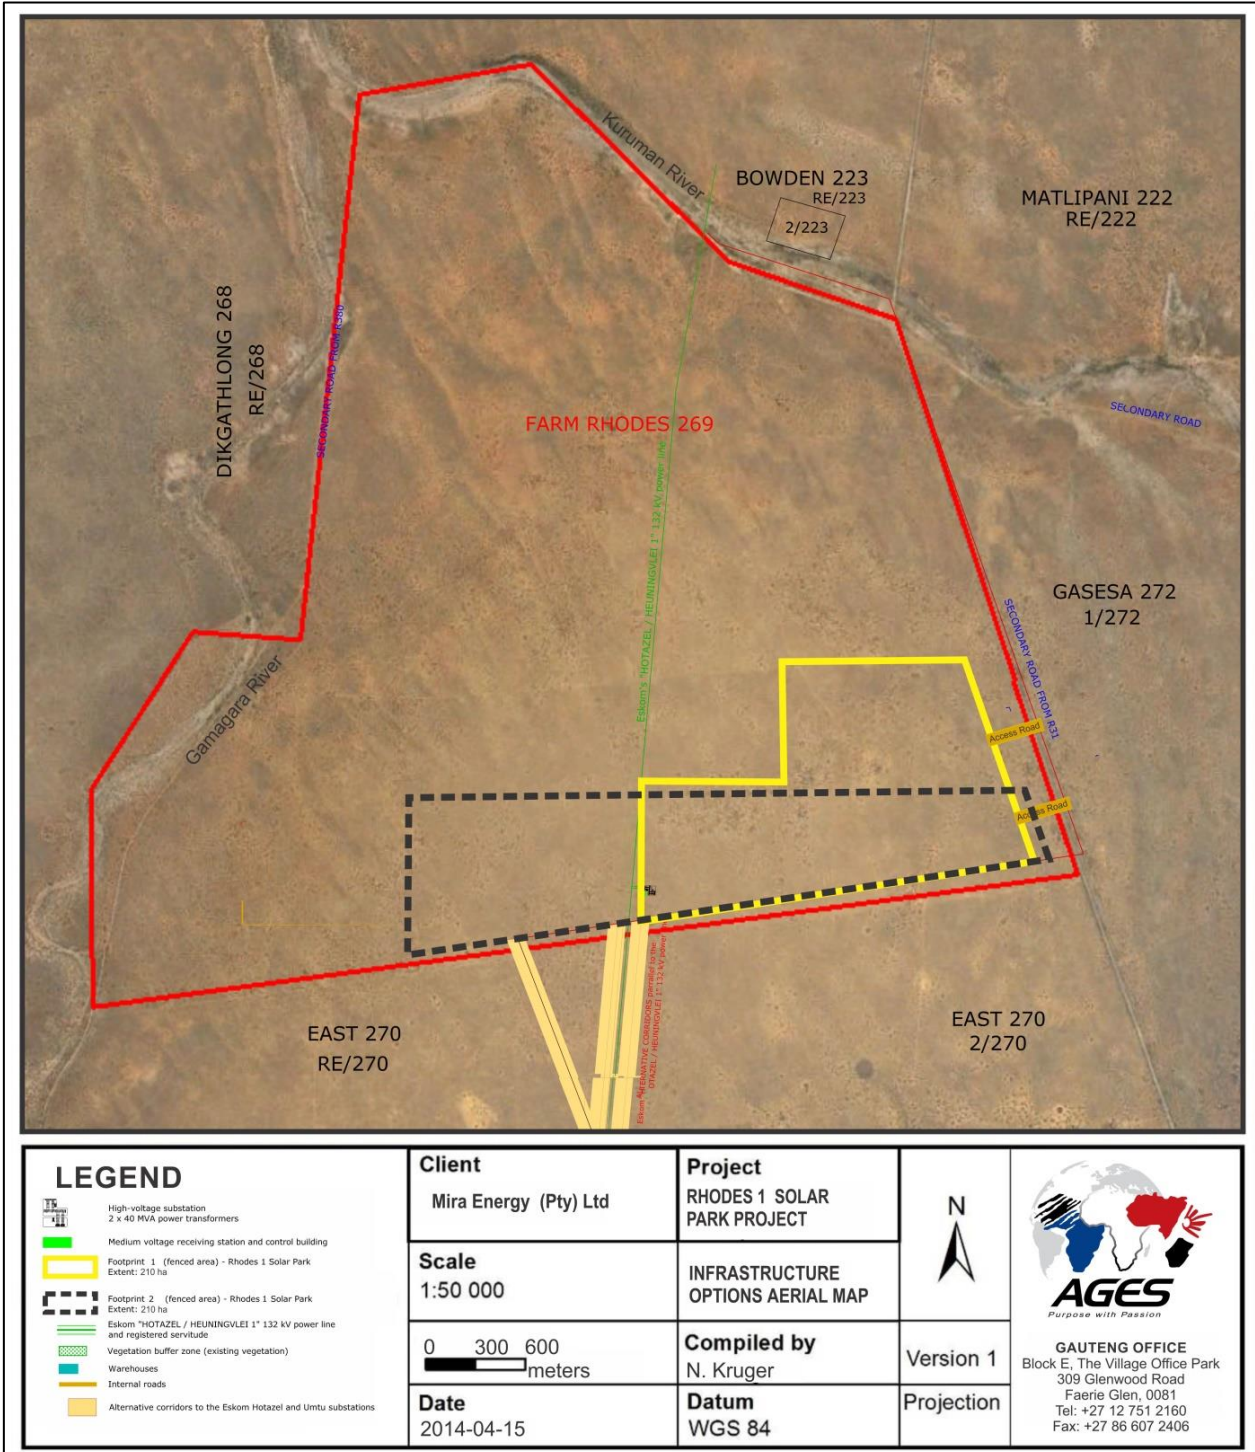 Kuruman River
BOWDEN 223
RE/223
2/223
MATLIPANI 222
RE/222
DIKGATHLONG 268
RE/268
SECONDARY ROAD FROM R380
SELONDARY ROAD
FARM RHODES 269
Eskom's "HOTAZEL / HEUNINGVLEI 1" 132 kV power line
GASESA 272
1/272
SECONDARY ROAD FROM R31
Gamagara River
Access Road
Access Road
EAST 270
RE/270
EAST 270
2/270
CORRIDORS
HEUNINGVLEI 1" 132 kV power
LEGEND
High-voltage substation
2 x 40 MVA power transformers
Medium voltage receiving station and control building
Footprint 1 (fenced area) - Rhodes 1 Solar Park
Extent: 210 ha
Footprint 2 (fenced area) - Rhodes 1 Solar Park
Extent: 210 ha
Eskom "HOTAZEL / HEUNINGVLEI 1" 132 kV power line
and registered servitude
Vegetation buffer zone (existing vegetation)
Warehouses
Internal roads
Alternative corridors to the Eskom Hotazel and Umtu substations
Client
Mira Energy (Pty) Ltd
Project
RHODES 1 SOLAR
PARK PROJECT
Scale
1:50 000
INFRASTRUCTURE
OPTIONS AERIAL MAP
0 300 600
meters
Compiled by
N. Kruger
Date
2014-04-15
Datum
WGS 84
N
Version 1
Projection
AGES
Purpose with Passion
GAUTENG OFFICE
Block E, The Village Office Park
309 Glenwood Road
Faerie Glen, 0081
Tel: +27 12 751 2160
Fax: +27 86 607 2406